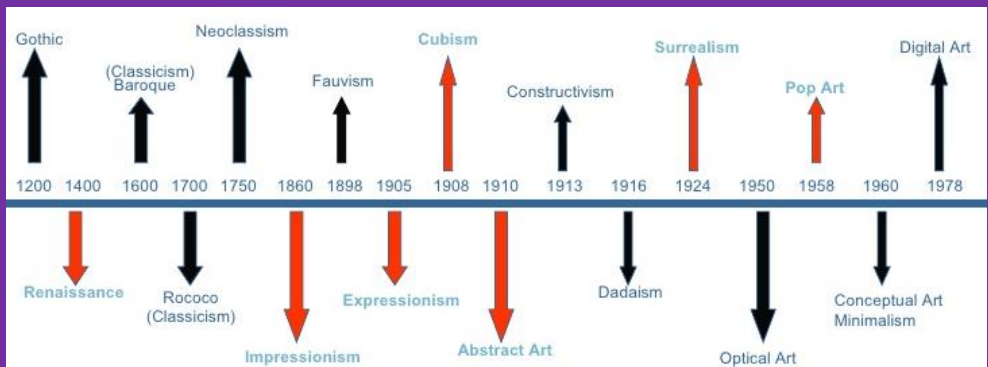 Gothic
(Classicism)
Baroque
Neoclassism
Fauvism
Cubism
Constructivism
Surrealism
Pop Art
Digital Art
1200 1400 1600 1700 1750 1860 1898 1905 1908 1910 1913 1916 1924 1950 1958 1960 1978
Renaissance
Rococo
(Classicism)
Impressionism
Expressionism
Abstract Art
Dadaism
Optical Art
Conceptual Art
Minimalism